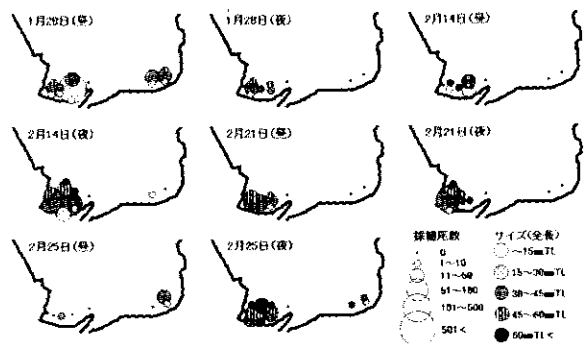 1月28日(昼)
1月28日(夜)
2月14日(昼)
2月14日(夜)
2月21日(昼)
2月21日(夜)
2月25日(昼)
2月25日(夜)
採捕尾数
0
1~10
11~50
51~100
101~500
501<
サイズ(全長)
~15mmTL
15~30mmTL
30~45mmTL
45~60mmTL
60mmTL<